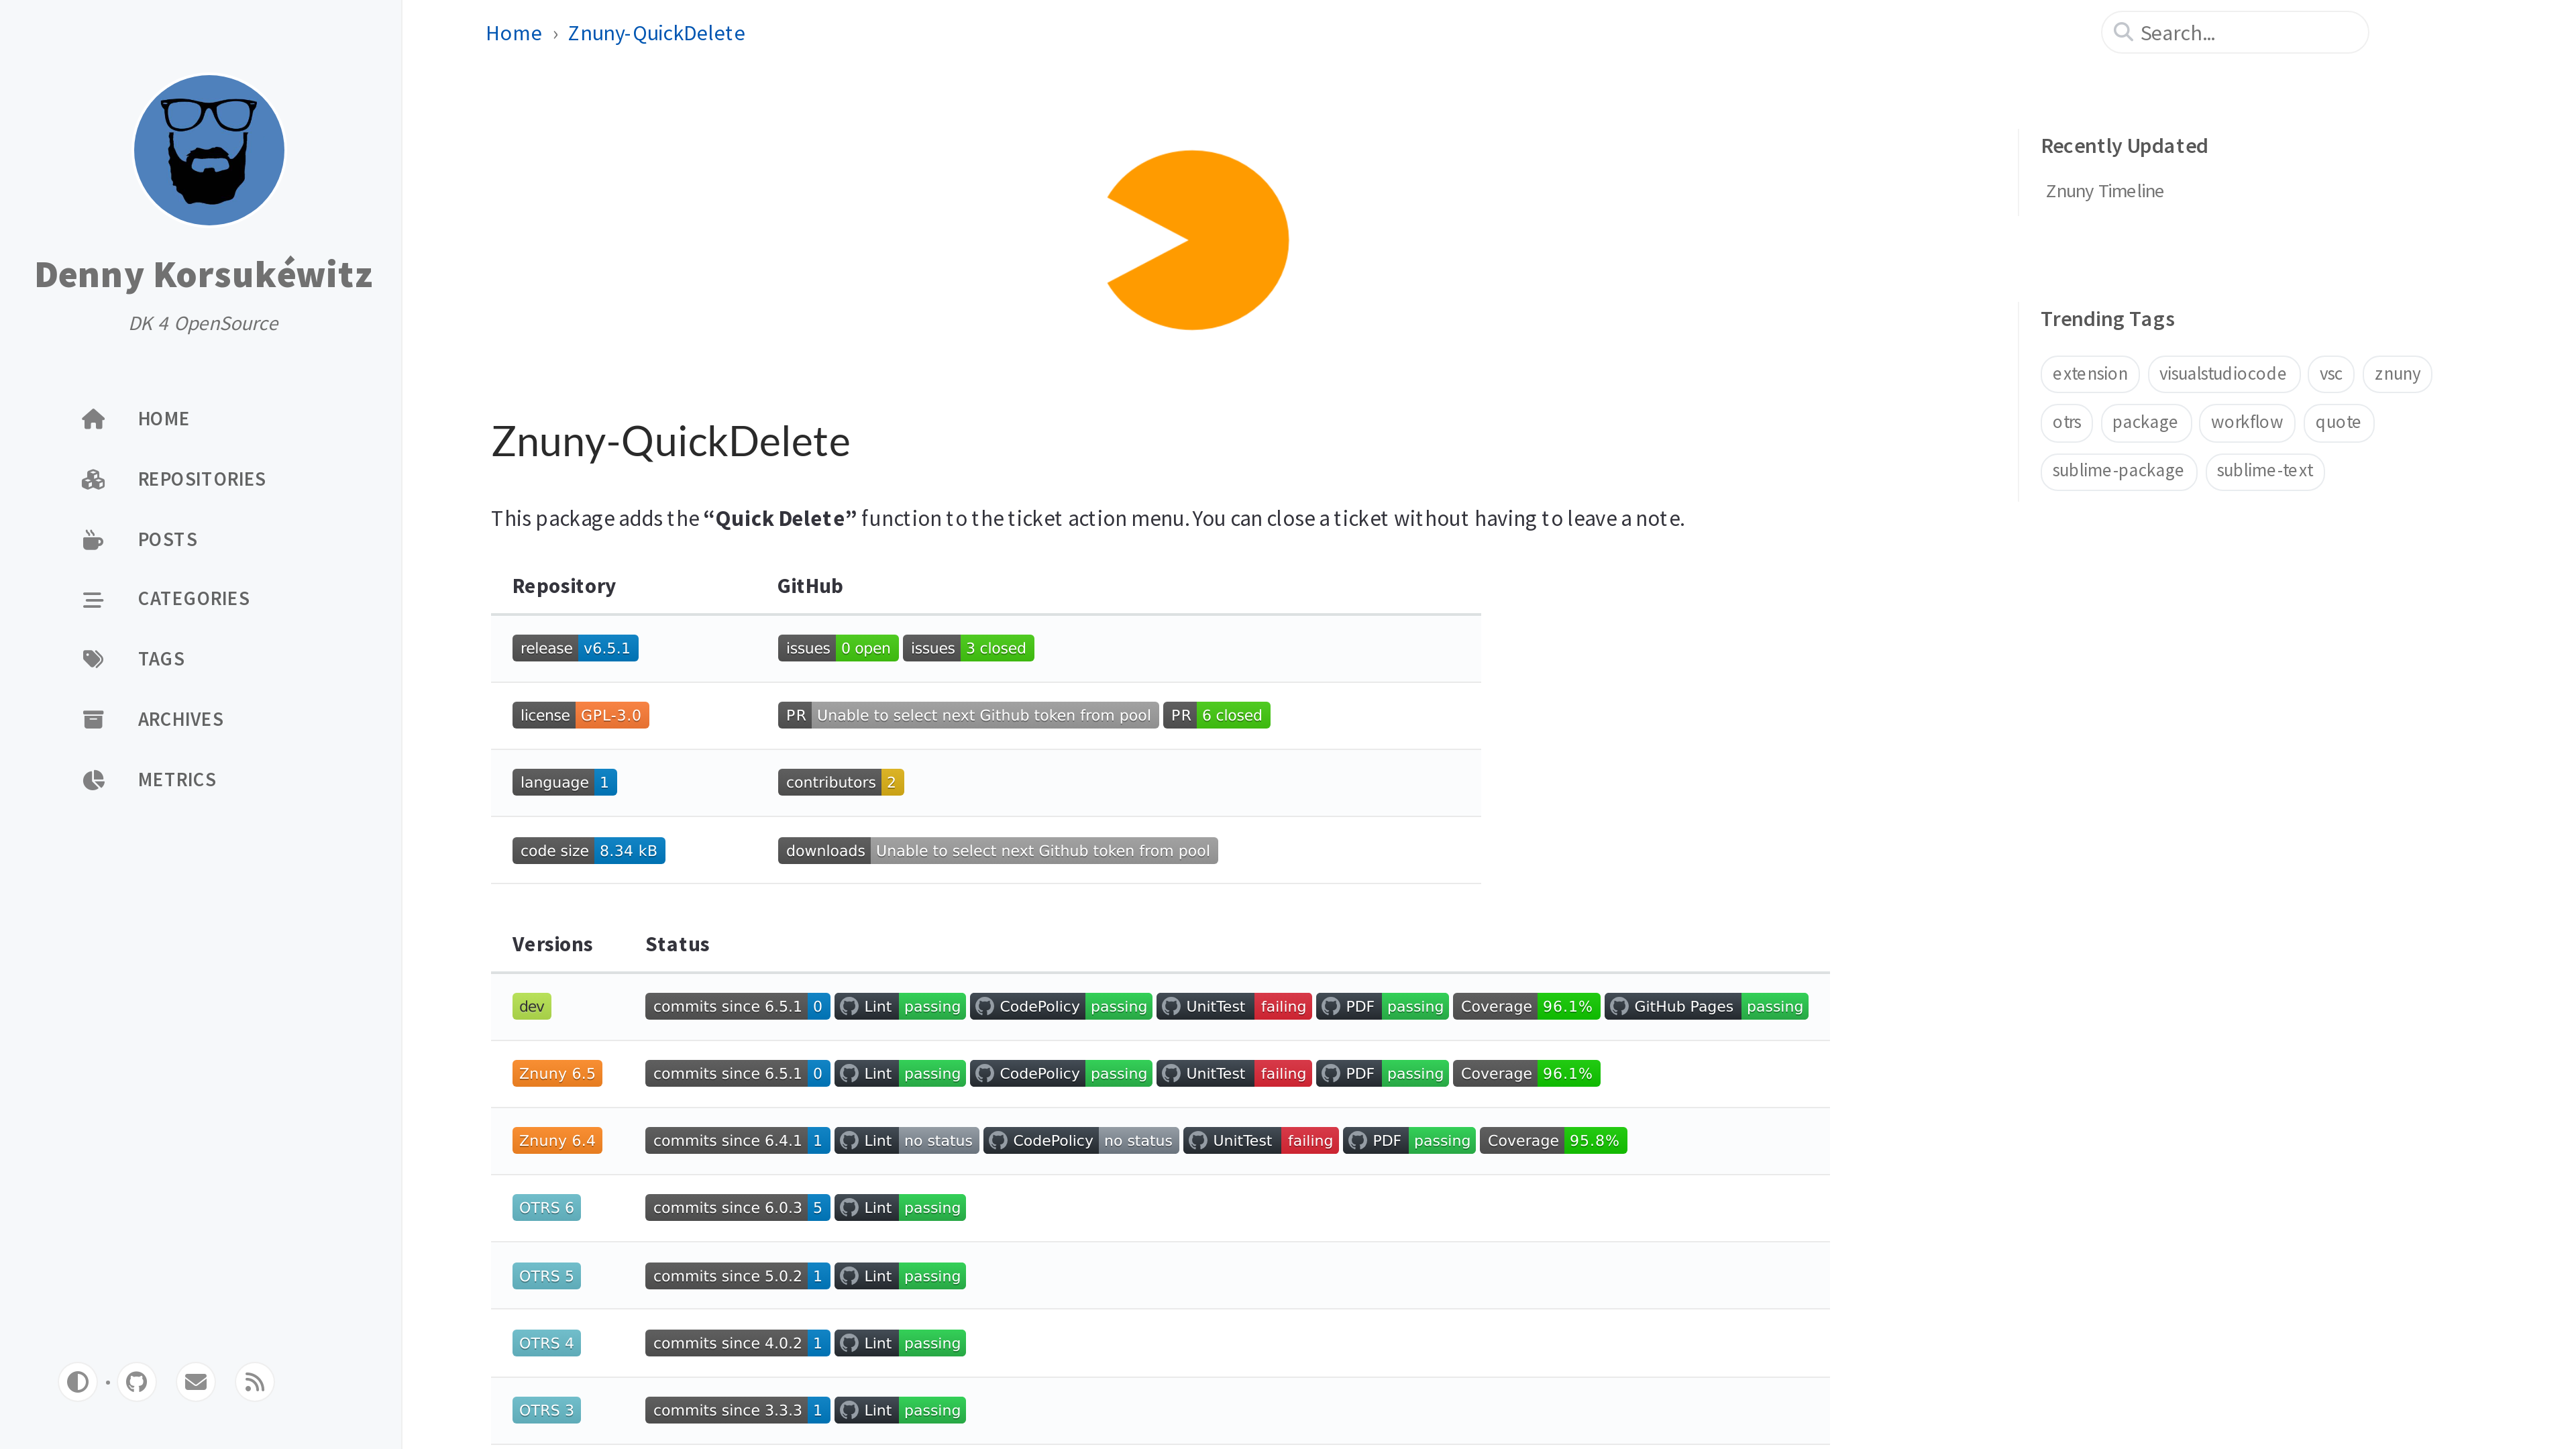 Denny Korsukéwitz
DK 4 OpenSource
HOME
REPOSITORIES
POSTS
CATEGORIES
TAGS
ARCHIVES
METRICS
Home › Znuny-QuickDelete
Search...
Znuny-QuickDelete
This package adds the “Quick Delete” function to the ticket action menu. You can close a ticket without having to leave a note.
Repository GitHub
release v6.5.1 issues 0 open issues 3 closed
license GPL-3.0 PR Unable to select next Github token from pool PR 6 closed
language 1 contributors 2
code size 8.34 kB downloads Unable to select next Github token from pool
Versions Status
dev commits since 6.5.1 0 Lint passing CodePolicy passing UnitTest failing PDF passing Coverage 96.1% GitHub Pages passing
Znuny 6.5 commits since 6.5.1 0 Lint passing CodePolicy passing UnitTest failing PDF passing Coverage 96.1%
Znuny 6.4 commits since 6.4.1 1 Lint no status CodePolicy no status UnitTest failing PDF passing Coverage 95.8%
OTRS 6 commits since 6.0.3 5 Lint passing
OTRS 5 commits since 5.0.2 1 Lint passing
OTRS 4 commits since 4.0.2 1 Lint passing
OTRS 3 commits since 3.3.3 1 Lint passing
Recently Updated
Znuny Timeline
Trending Tags
extension visualstudiocode vsc znuny
otrs package workflow quote
sublime-package sublime-text